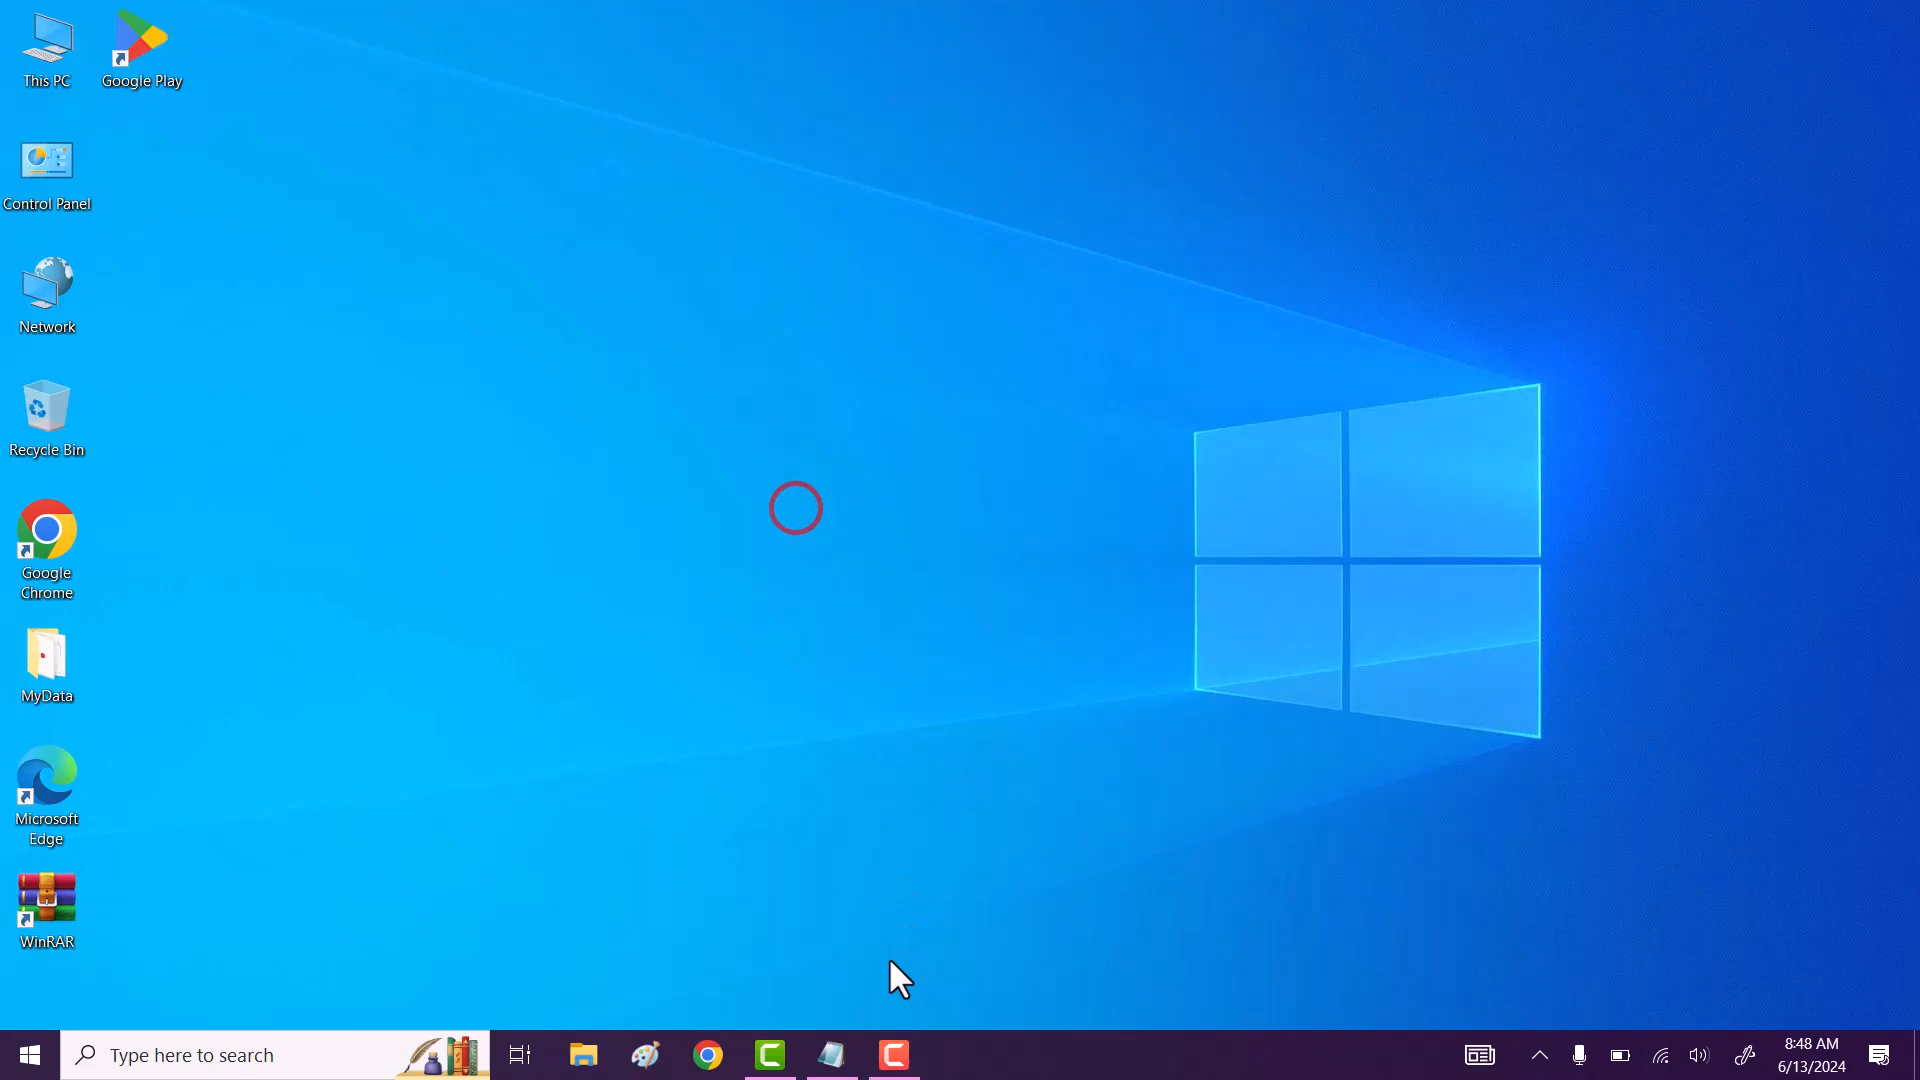 This PC
Google Play
Control Panel
Network
Recycle Bin
Google
Chrome
MyData
Microsoft
Edge
WinRAR
Type here to search
8:48 AM
6/13/2024